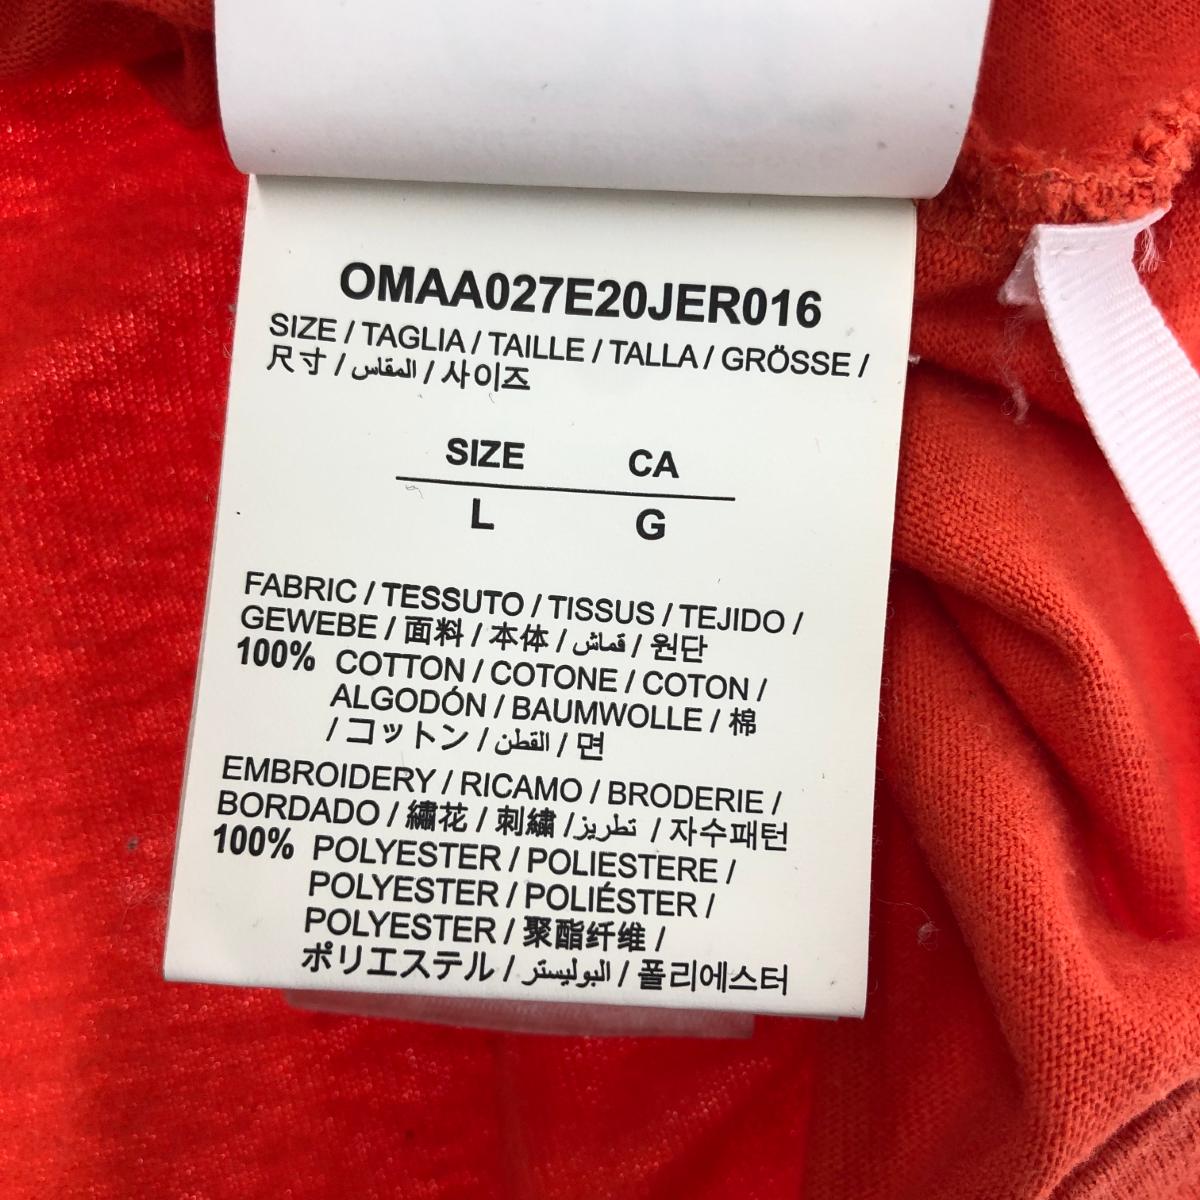 OMAA027E20JER016
SIZE / TAGLIA / TAILLE / TALLA / GRÖSSE /
尺寸 / المقاس / 사이즈
SIZE CA
L G
FABRIC / TESSUTO / TISSUS / TEJIDO /
GEWEBE / 面料 / 本体 / قماش / 원단
100% COTTON / COTONE / COTON /
ALGODÓN / BAUMWOLLE / 棉
/ コットン / القطن / 면
EMBROIDERY / RICAMO / BRODERIE /
BORDADO / 繡花 / 刺繍 / تطريز / 자수패턴
100% POLYESTER / POLIESTERE /
POLYESTER / POLIÉSTER /
POLYESTER / 聚酯纤维 /
ポリエステル / البوليستر / 폴리에스터